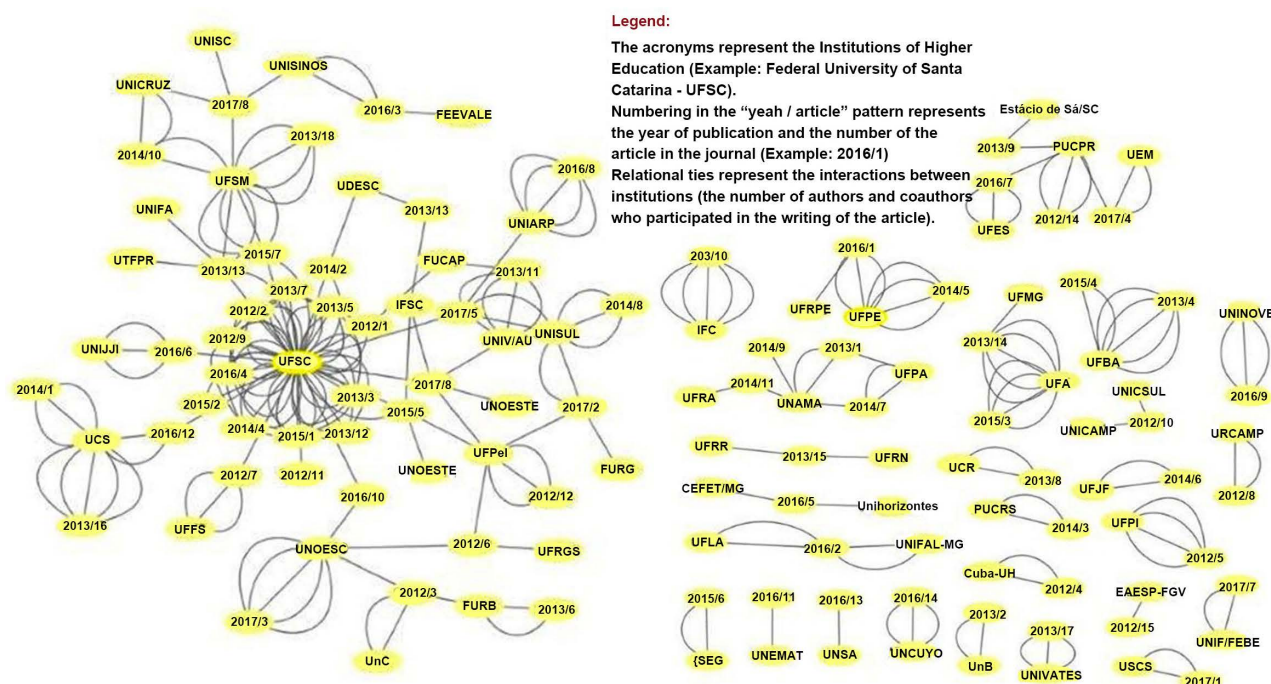 Legend:
The acronyms represent the Institutions of Higher
Education (Example: Federal University of Santa
Catarina - UFSC).
Numbering in the “yeah / article” pattern represents
the year of publication and the number of the
article in the journal (Example: 2016/1)
Relational ties represent the interactions between
institutions (the number of authors and coauthors
who participated in the writing of the article).
UNISC
UNISINOS
UNICRUZ
2017/8
2016/3
FEEVALE
2013/18
2014/10
UFSM
UDESC
2016/8
UNIFA
2013/13
UNIARP
UTFPR
2013/13
2015/7
2014/2
FUCAP
2013/11
2013/7
2013/5
IFSC
2017/5
2014/8
2012/2
2012/1
UNISUL
2012/9
UNIV/AU
UNIJJI
2016/6
UFSC
2016/4
2017/8
2014/1
2015/2
2013/3
2015/5
UNOESTE
2017/2
UCS
2016/12
2014/4
2015/1
2013/12
UFPel
2012/7
2012/11
UNOESTE
FURG
2016/10
2012/12
2013/16
UFFS
UNOESC
2012/6
UFRGS
2012/3
FURB
2013/6
2017/3
UnC
Estácio de Sá/SC
2013/9
PUCPR
UEM
2016/7
UFES
2012/14
2017/4
203/10
IFC
2016/1
UFRPE
UFPE
2014/5
UFMG
2015/4
2013/4
UNINOVE
2013/14
UFBA
2014/9
2013/1
UFPA
UFA
UNICSUL
2016/9
UFRA
2014/11
UNAMA
2014/7
2015/3
UNICAMP
2012/10
URCAMP
UFRR
2013/15
UFRN
UCR
2013/8
UFJF
2014/6
2012/8
CEFET/MG
2016/5
Unihorizontes
PUCRS
2014/3
UFPI
2012/5
UFLA
2016/2
UNIFAL-MG
Cuba-UH
2012/4
EAESP-FGV
2012/15
2017/7
UNIF/FEBE
2015/6
{SEG
2016/11
UNEMAT
2016/13
UNSA
2016/14
UNCUYO
2013/2
UnB
2013/17
UNIVATES
USCS
2017/1